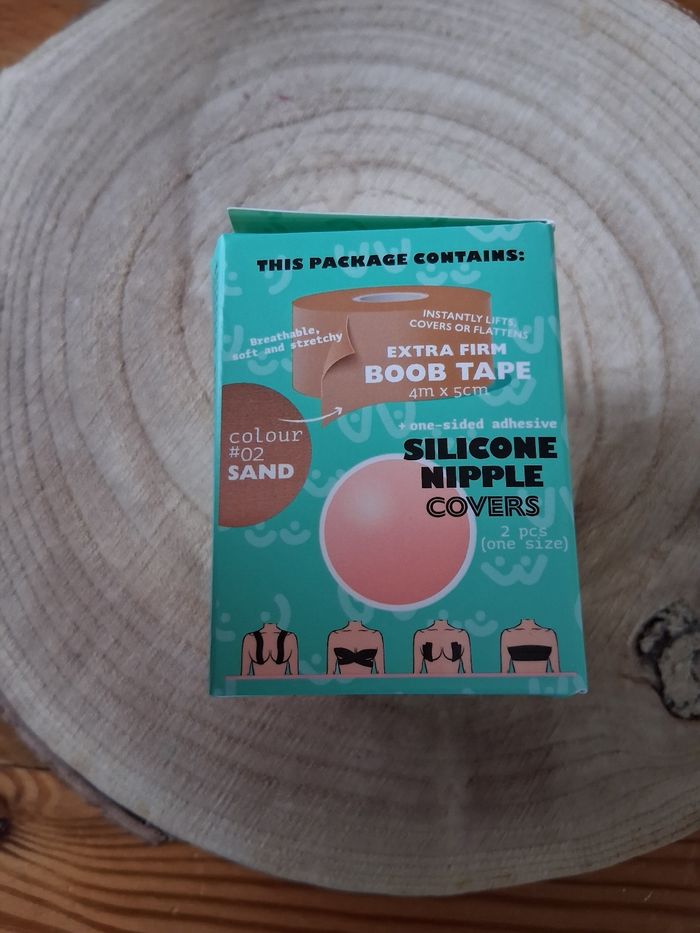 THIS PACKAGE CONTAINS:
INSTANTLY LIFTS,
COVERS OR FLATTENS
Breathable,
soft and stretchy
EXTRA FIRM
BOOB TAPE
4m x 5cm
colour
#02
SAND
+ one-sided adhesive
SILICONE
NIPPLE
COVERS
2 pcs
(one size)